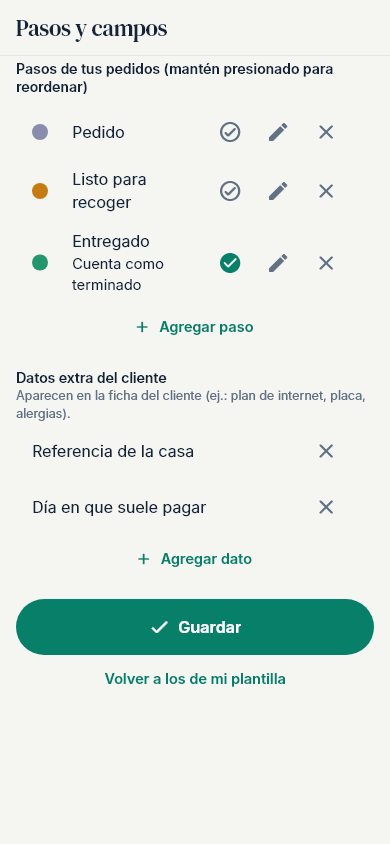 Pasos y campos
Pasos de tus pedidos (mantén presionado para
reordenar)
Pedido
Listo para
recoger
Entregado
Cuenta como
terminado
+ Agregar paso
Datos extra del cliente
Aparecen en la ficha del cliente (ej.: plan de internet, placa,
alergias).
Referencia de la casa
Día en que suele pagar
+ Agregar dato
Guardar
Volver a los de mi plantilla